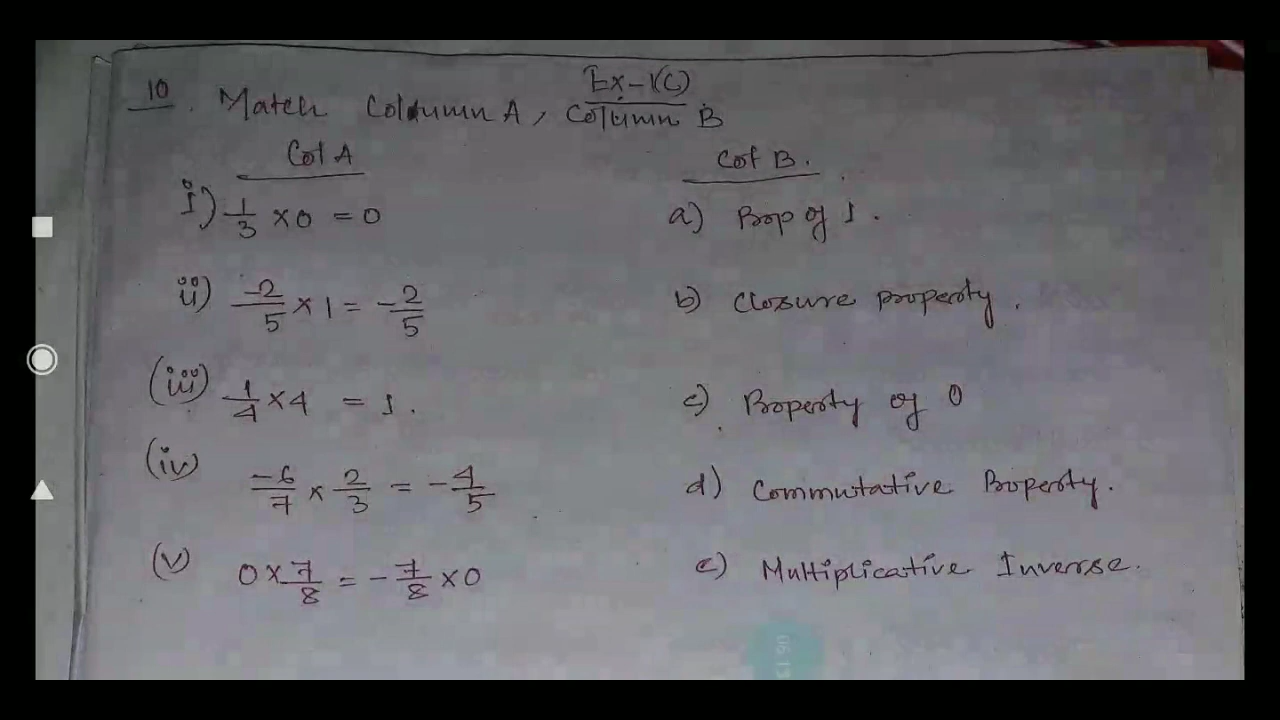 Ex-1(C)
10. Match Column A, Column B
Col A Col B.
i) 1/3 × 0 = 0 a) Prop of 1.
ii) -2/5 × 1 = -2/5 b) Closure property.
(iii) 1/4 × 4 = 1. c) Property of 0
(iv) -6/7 × 2/3 = -4/5 d) Commutative Property.
(v) 0 × 7/8 = -7/8 × 0 e) Multiplicative Inverse.